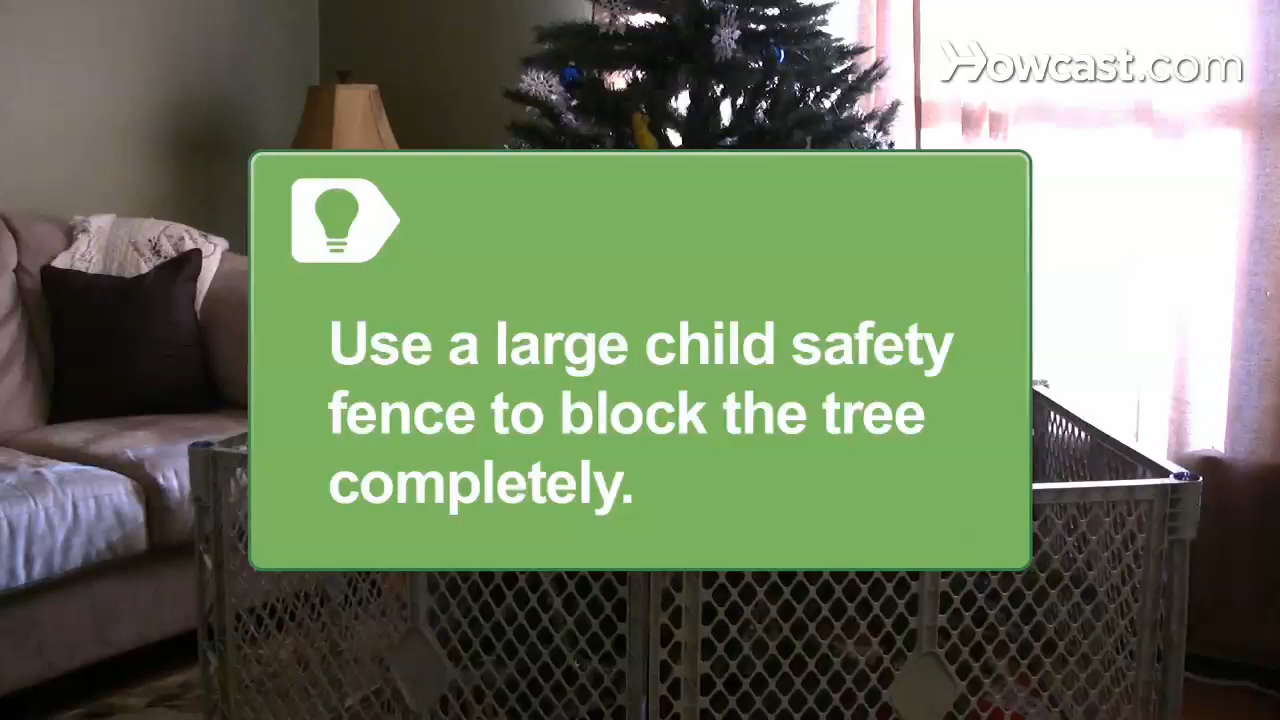 Howcast.com
Use a large child safety
fence to block the tree
completely.